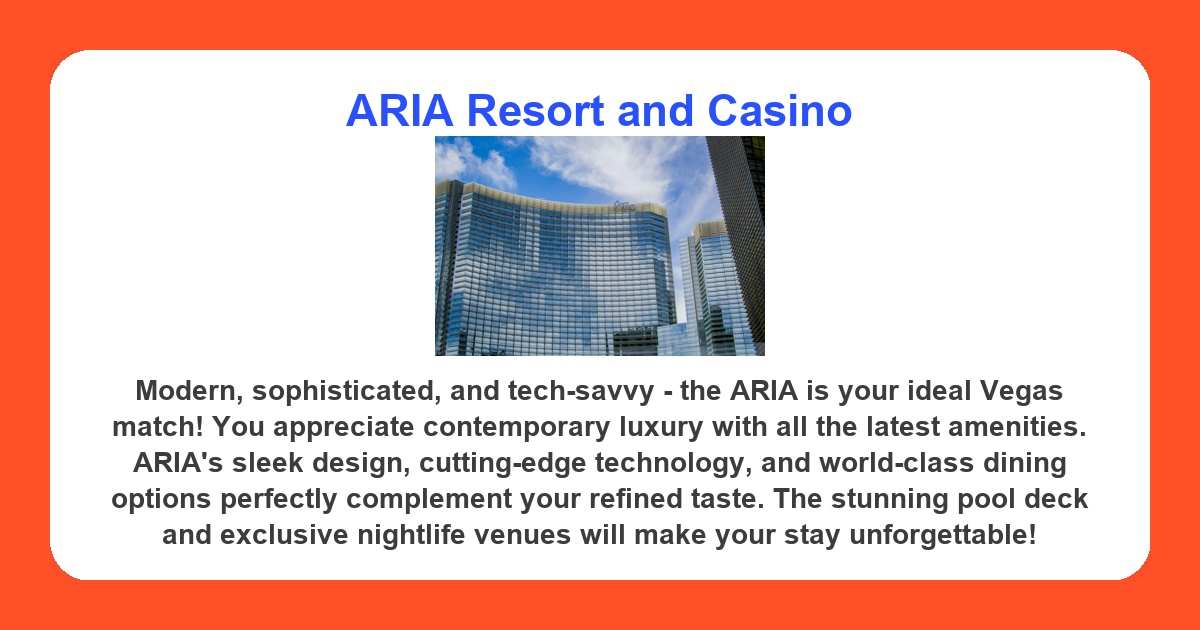 ARIA Resort and Casino
Modern, sophisticated, and tech-savvy - the ARIA is your ideal Vegas
match! You appreciate contemporary luxury with all the latest amenities.
ARIA's sleek design, cutting-edge technology, and world-class dining
options perfectly complement your refined taste. The stunning pool deck
and exclusive nightlife venues will make your stay unforgettable!